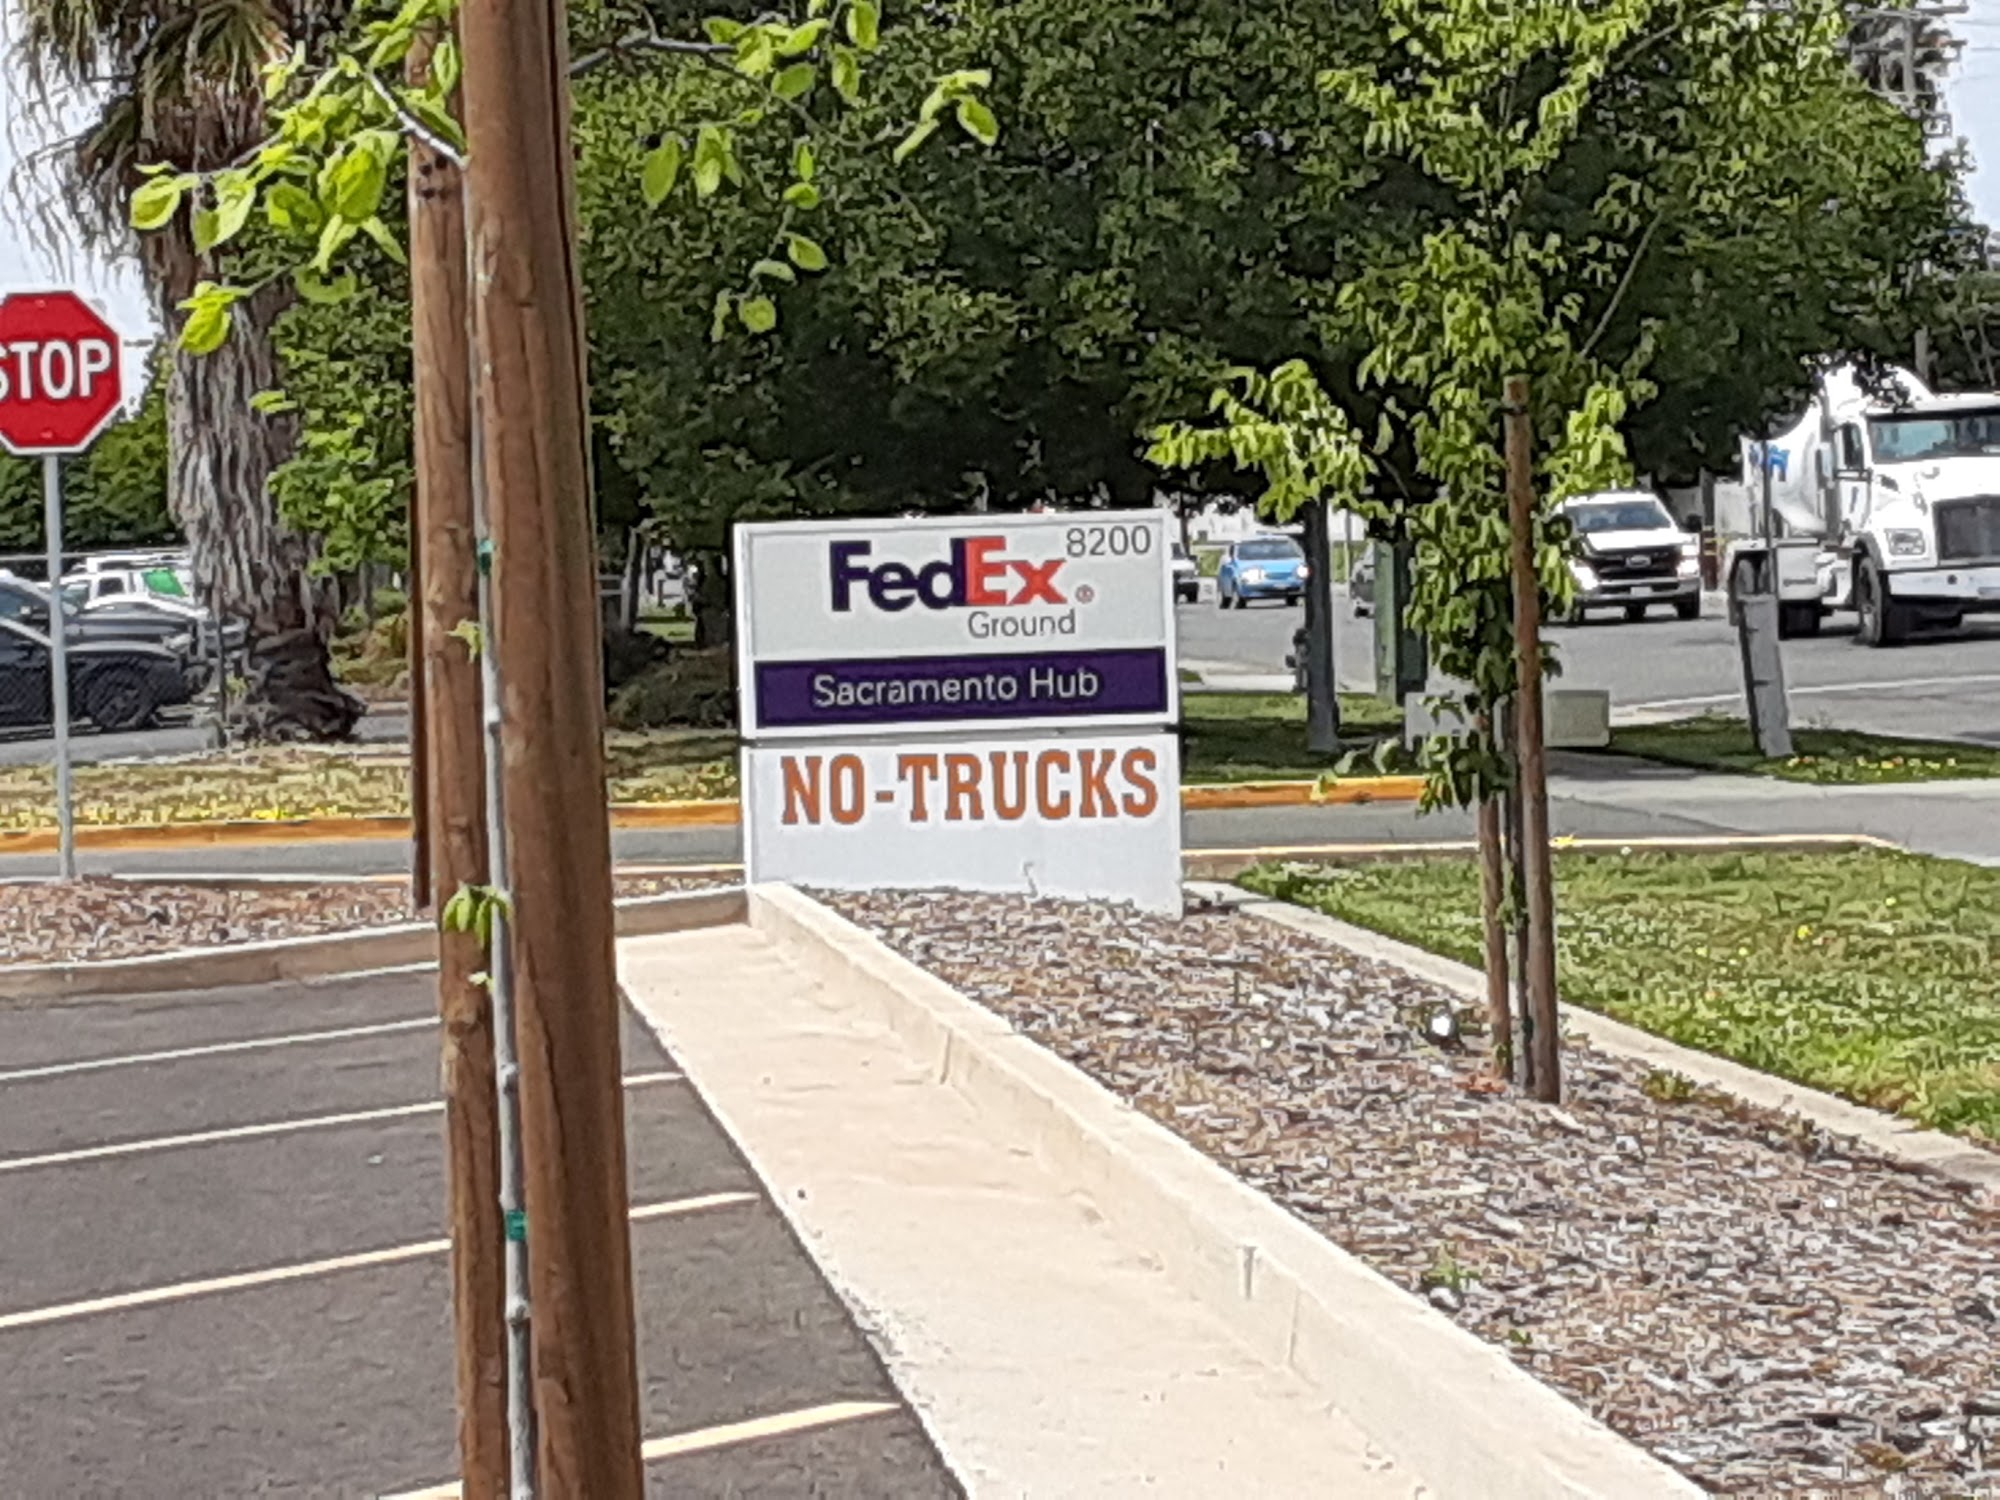 STOP
8200
FedEx®
Ground
Sacramento Hub
NO-TRUCKS